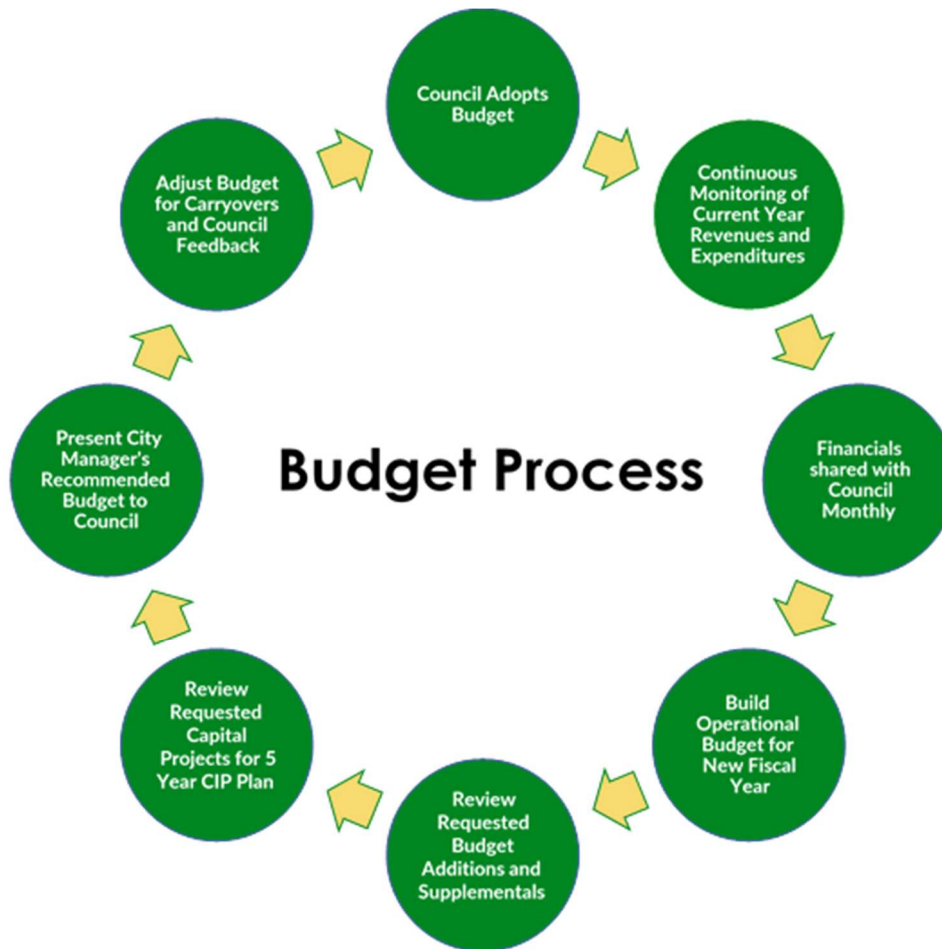 Council Adopts
Budget
Continuous
Monitoring of
Current Year
Revenues and
Expenditures
Financials
shared with
Council
Monthly
Build
Operational
Budget for
New Fiscal
Year
Review
Requested
Budget
Additions and
Supplementals
Review
Requested
Capital
Projects for 5
Year CIP Plan
Present City
Manager's
Recommended
Budget to
Council
Adjust Budget
for Carryovers
and Council
Feedback
Budget Process